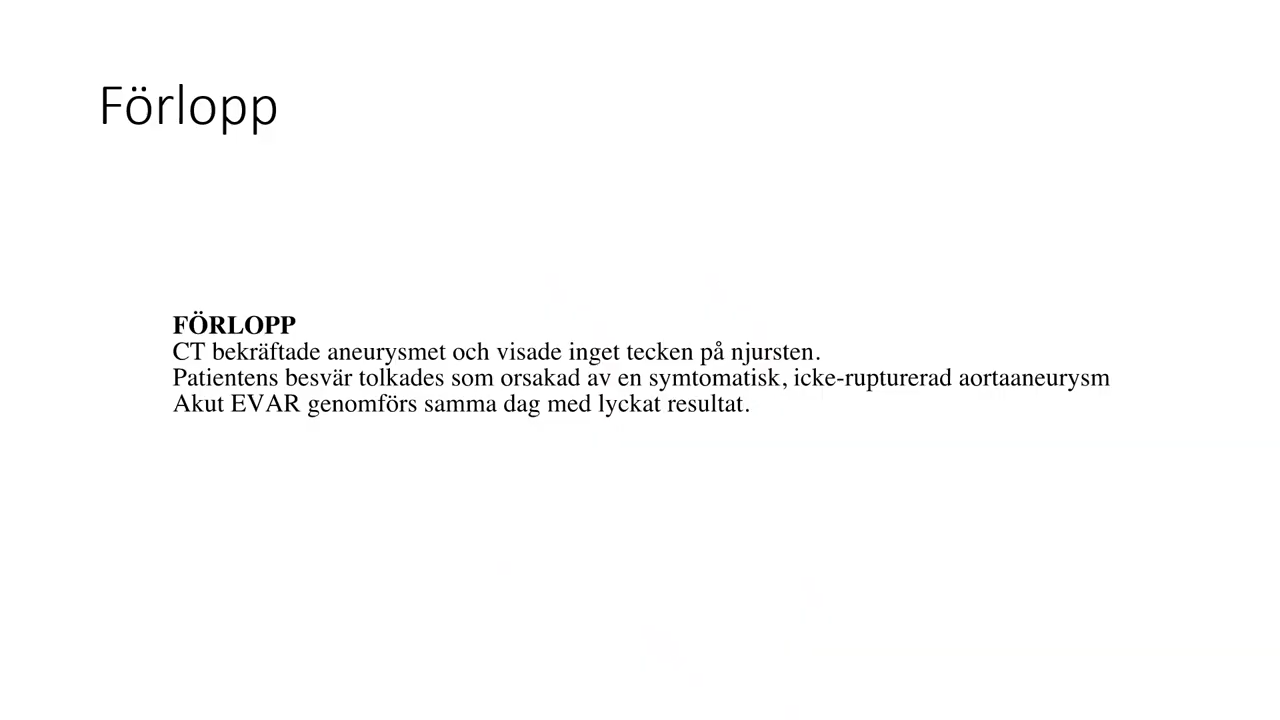 Förlopp
FÖRLOPP
CT bekräftade aneurysmet och visade inget tecken på njursten.
Patientens besvär tolkades som orsakad av en symtomatisk, icke-rupturerad aortaaneurysm
Akut EVAR genomförs samma dag med lyckat resultat.